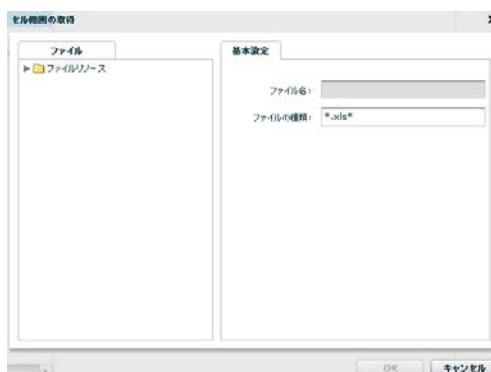 セル範囲の取得
ファイル
ファイルリソース
基本設定
ファイル名:
ファイルの種類:
*.xls*
OK
キャンセル